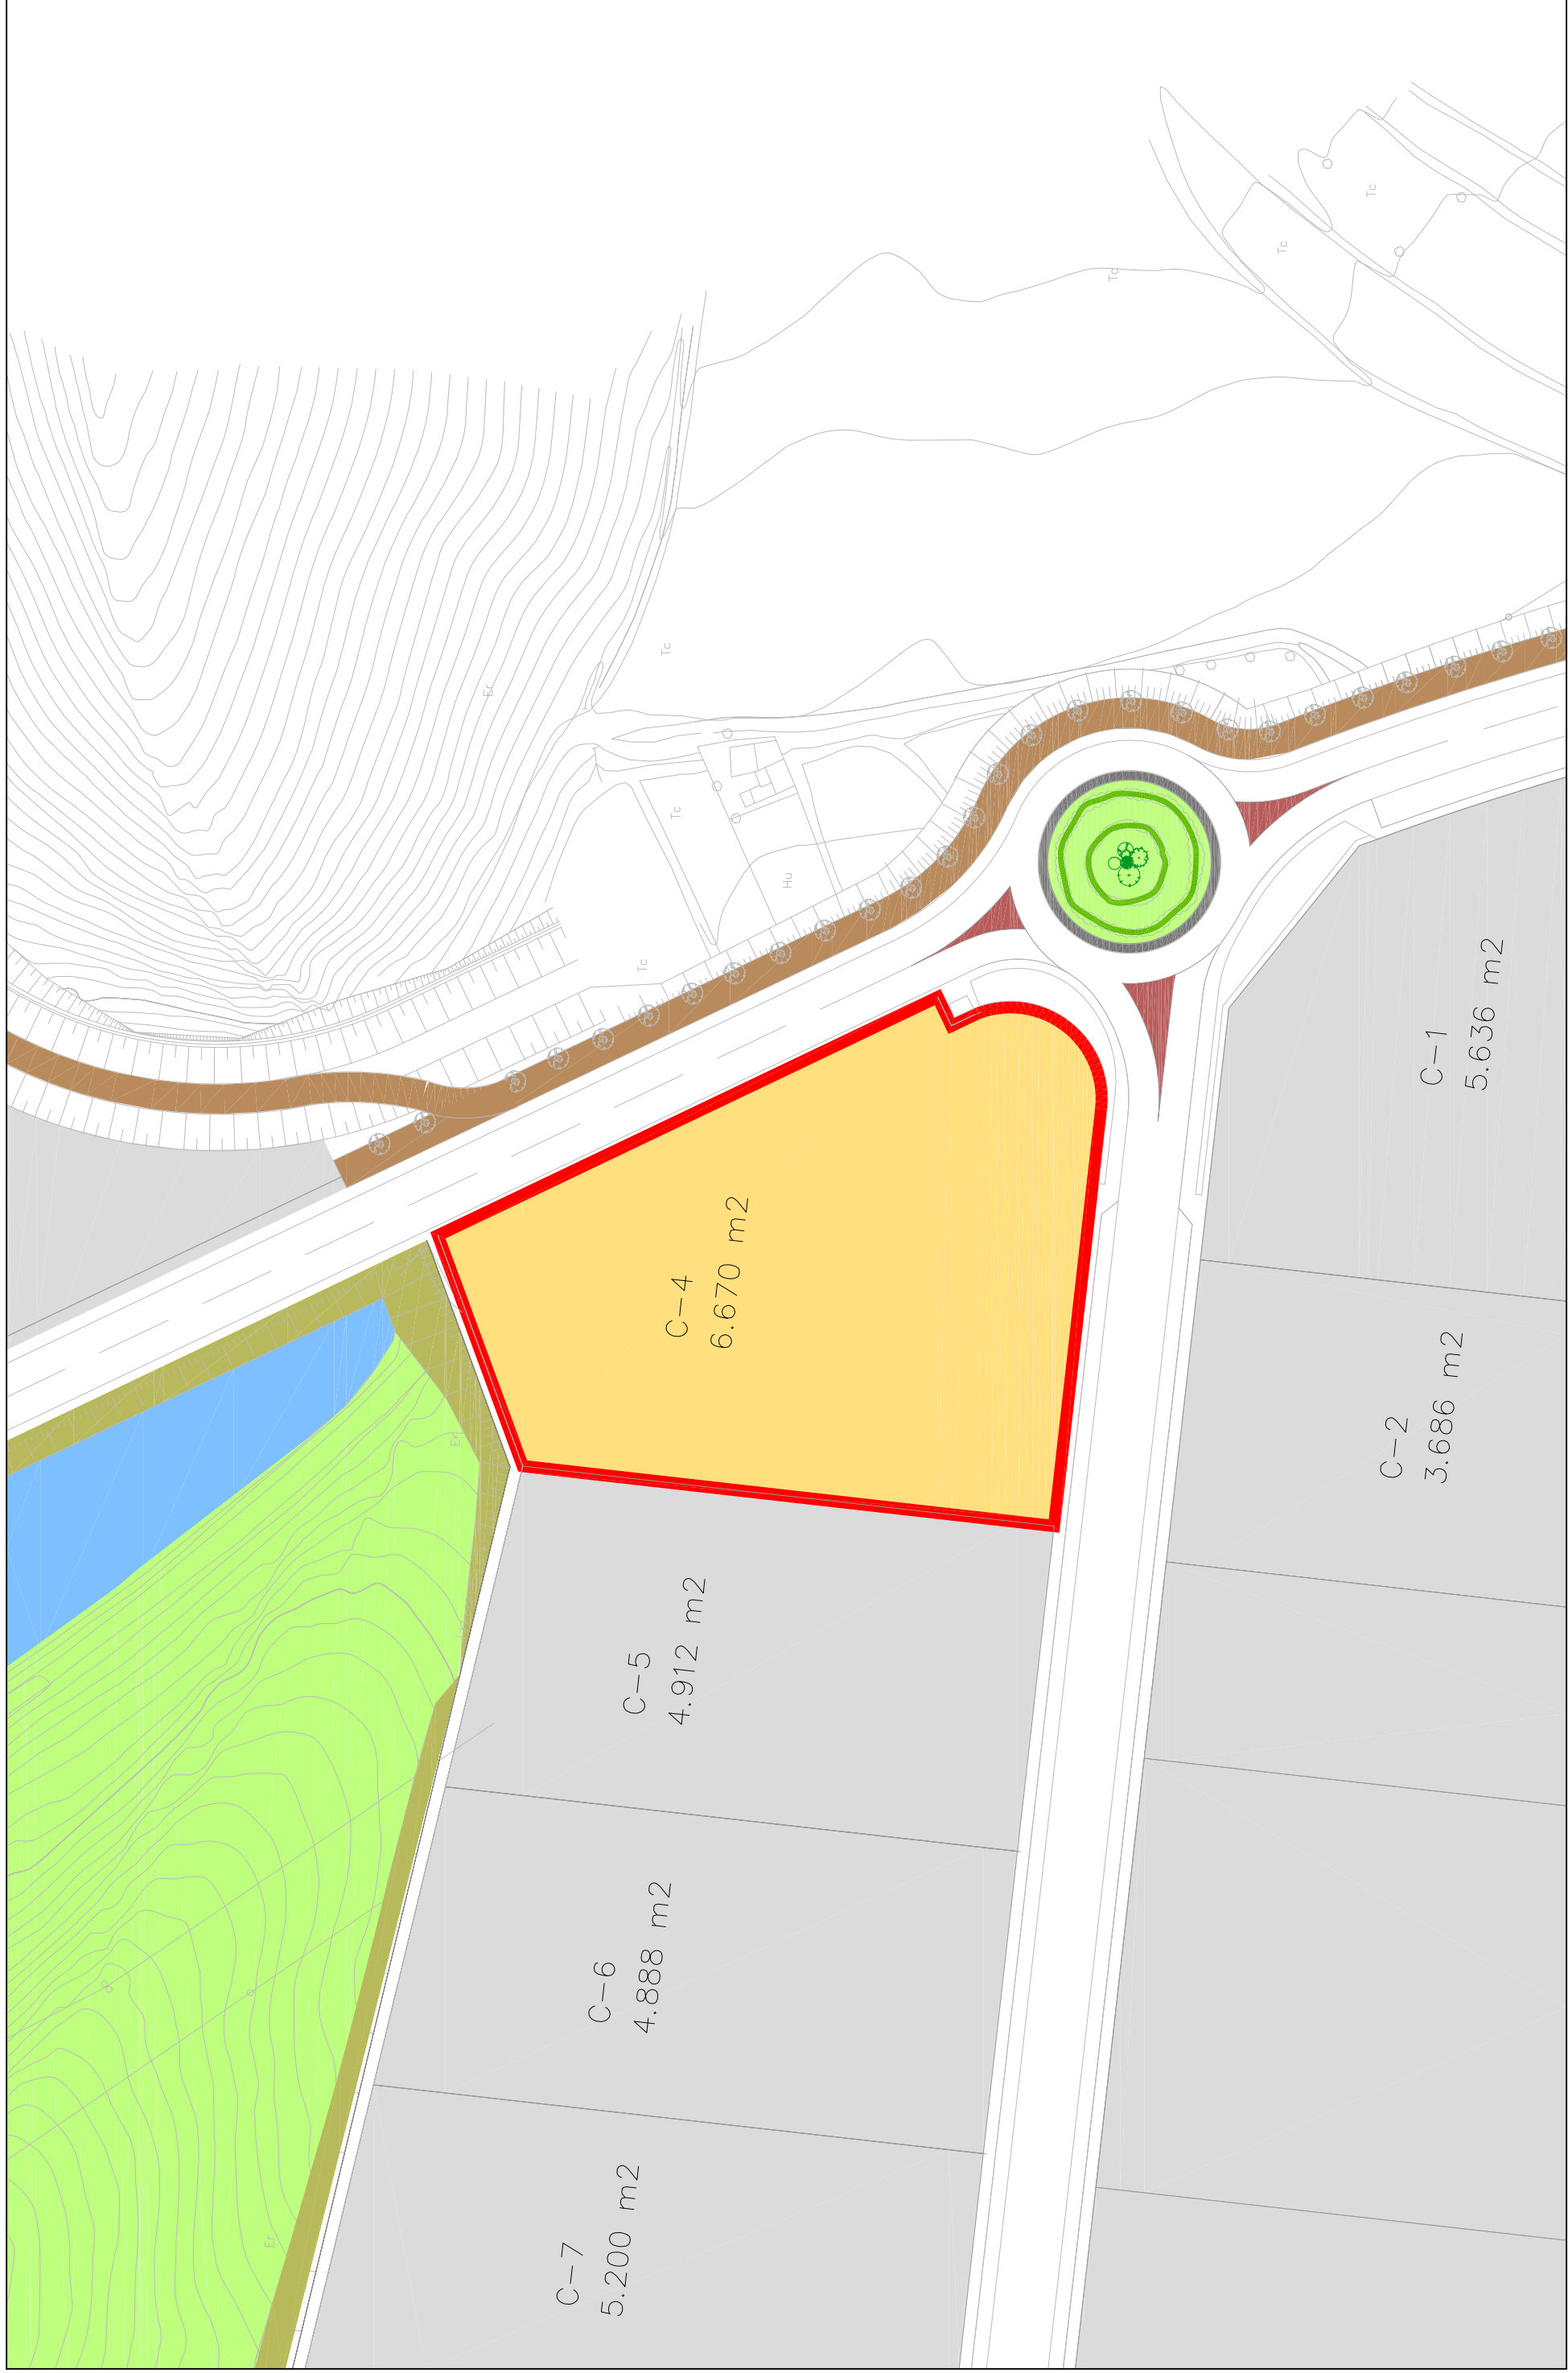 Tc
Tc
Tc
Tc
Er
Tc
Hu
Tc
C-1
5.636 m2
C-4
6.670 m2
C-2
3.686 m2
Er
C-5
4.912 m2
C-6
4.888 m2
C-7
5.200 m2
Er